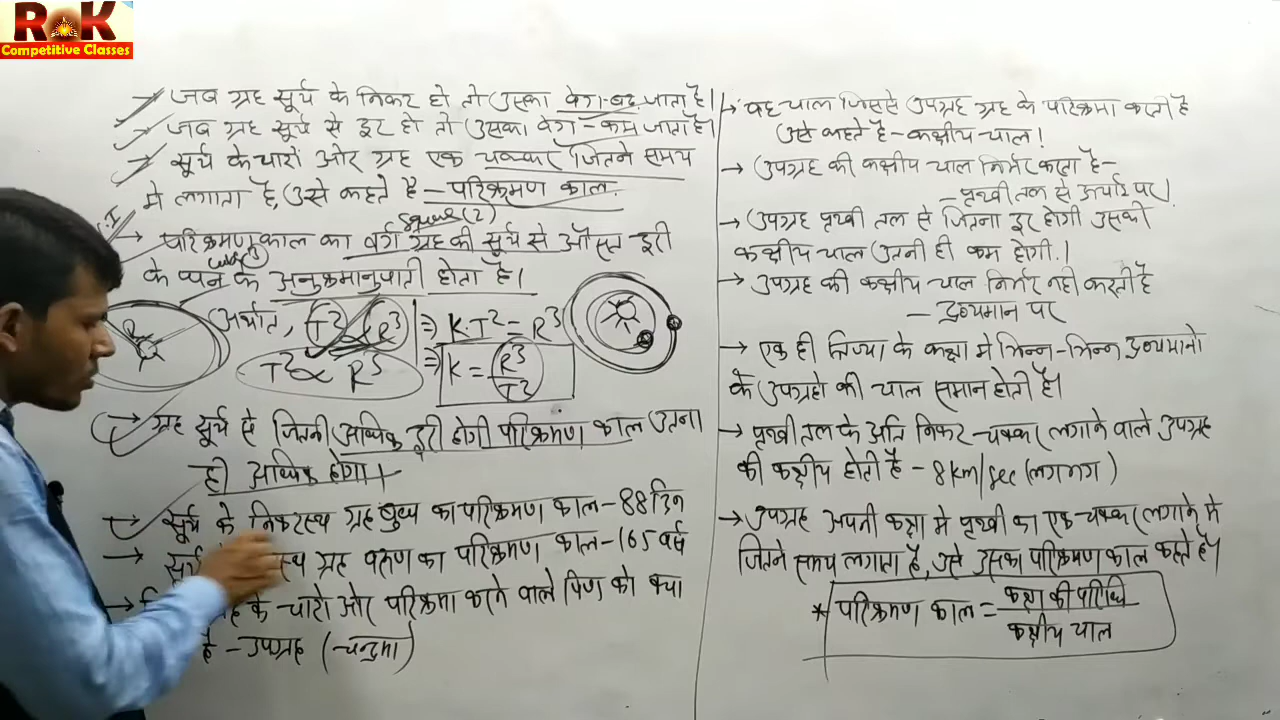 ROK
Competitive Classes
→ जब ग्रह सूर्य के निकट हो तो उसका वेग बढ़ जाता है।
→ जब ग्रह सूर्य से दूर हो तो उसका वेग - कम जाता है।
→ सूर्य के चारों ओर ग्रह एक चक्कर जितने समय
में लगाता है, उसे कहते है - परिक्रमण काल.
square (2)
→ परिक्रमण काल का वर्ग ग्रह की सूर्य से औसत दूरी
के घन के अनुक्रमानुपाती होता है।
अर्थात, T² ∝ R³ ⇒ K.T² = R³
T² ∝ R³ ⇒ K = R³/T²
R
→ ग्रह सूर्य से जितनी अधिक दूरी होगी परिक्रमण काल उतना
ही अधिक होगा।
→ सूर्य के निकटस्थ ग्रह बुध का परिक्रमण काल - 88 दिन
→ ग्रह वरुण का परिक्रमण काल - 165 वर्ष
→ के चारो ओर परिक्रमा करने वाले पिण्ड को क्या
है - उपग्रह (चन्द्रमा)
→ वह चाल जिससे उपग्रह ग्रह के परिक्रमा करती है
उसे कहते है - कक्षीय चाल।
→ उपग्रह की कक्षीय चाल निर्भर करता है -
- पृथ्वी तल से ऊचाई पर।
→ उपग्रह पृथ्वी तल से जितना दूर होगी उसकी
कक्षीय चाल उतनी ही कम होगी।
→ उपग्रह की कक्षीय चाल निर्भर नही करती है
- द्रव्यमान पर
→ एक ही त्रिज्या के कक्षा मे भिन्न-भिन्न द्रव्यमानो
के उपग्रहो की चाल समान होती है।
→ पृथ्वी तल के अति निकट चक्कर लगाने वाले उपग्रह
की कक्षीय होती है - 8 km/sec (लगभग)
→ उपग्रह अपनी कक्षा मे पृथ्वी का एक चक्कर लगाने मे
जितने समय लगाता है, उसे उसका परिक्रमण काल कहते है।
* परिक्रमण काल = कक्षा की परिधि / कक्षीय चाल